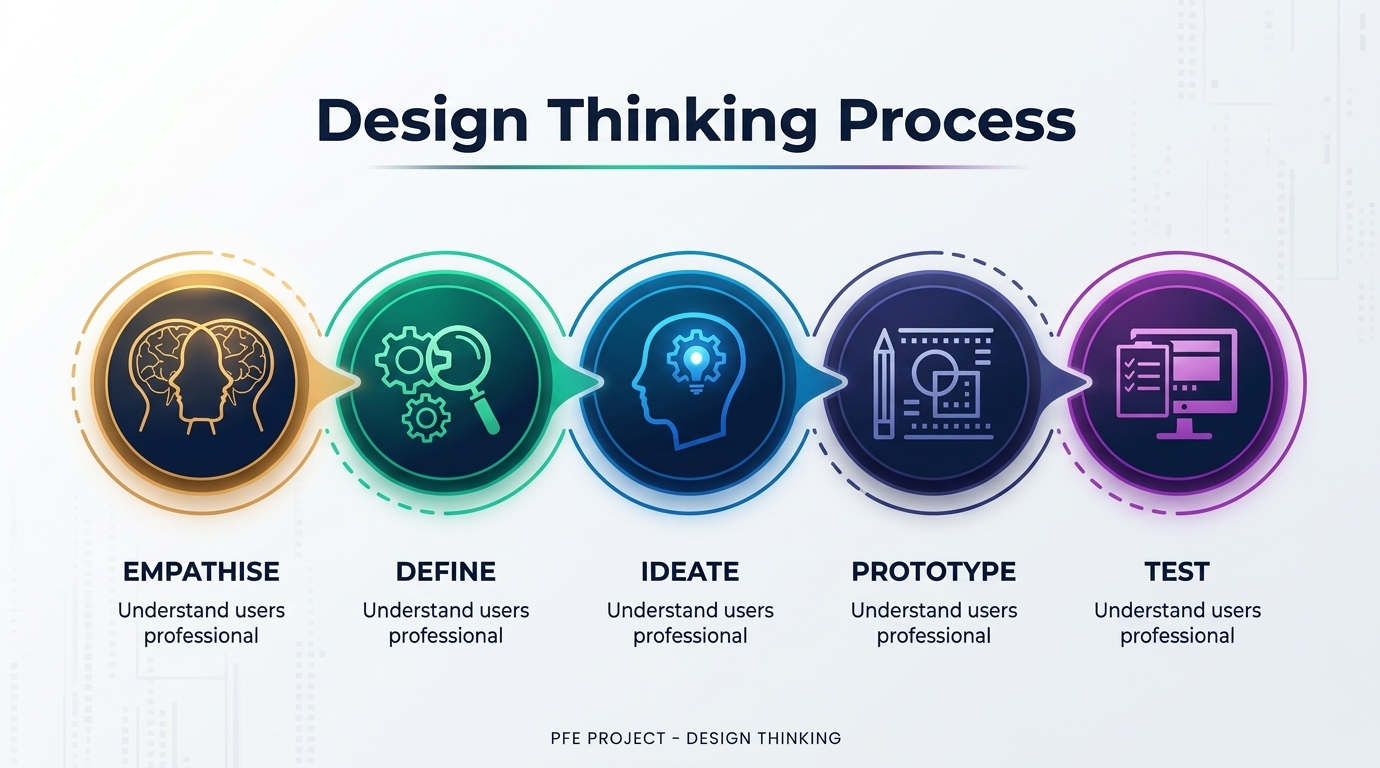 Design Thinking Process
EMPATHISE
Understand users
professional
DEFINE
Understand users
professional
IDEATE
Understand users
professional
PROTOTYPE
Understand users
professional
TEST
Understand users
professional
PFE PROJECT - DESIGN THINKING